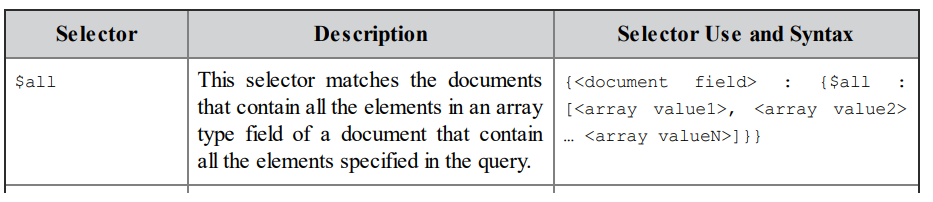 Selector Description Selector Use and Syntax
$all
This selector matches the documents
that contain all the elements in an array
type field of a document that contain
all the elements specified in the query.
{<document field> : {$all :
[<array value1>, <array value2>
… <array valueN>]}}